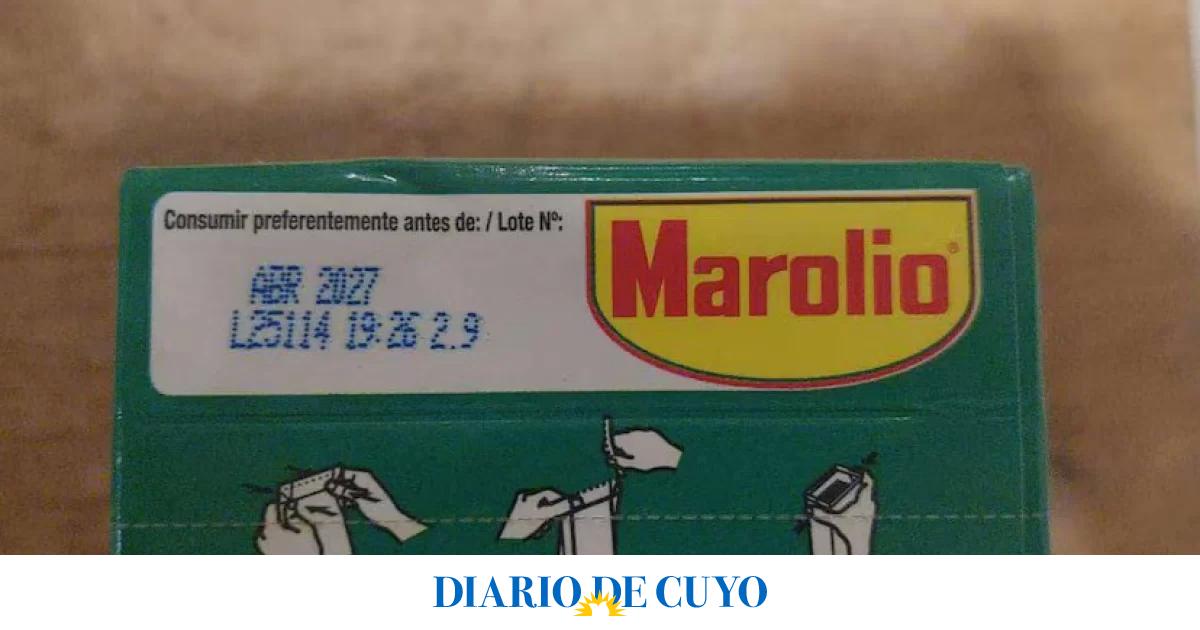 Consumir preferentemente antes de: / Lote Nº:
Marolio®
ABR 2027
L25114 19:26 2.9
DIARIO DE CUYO